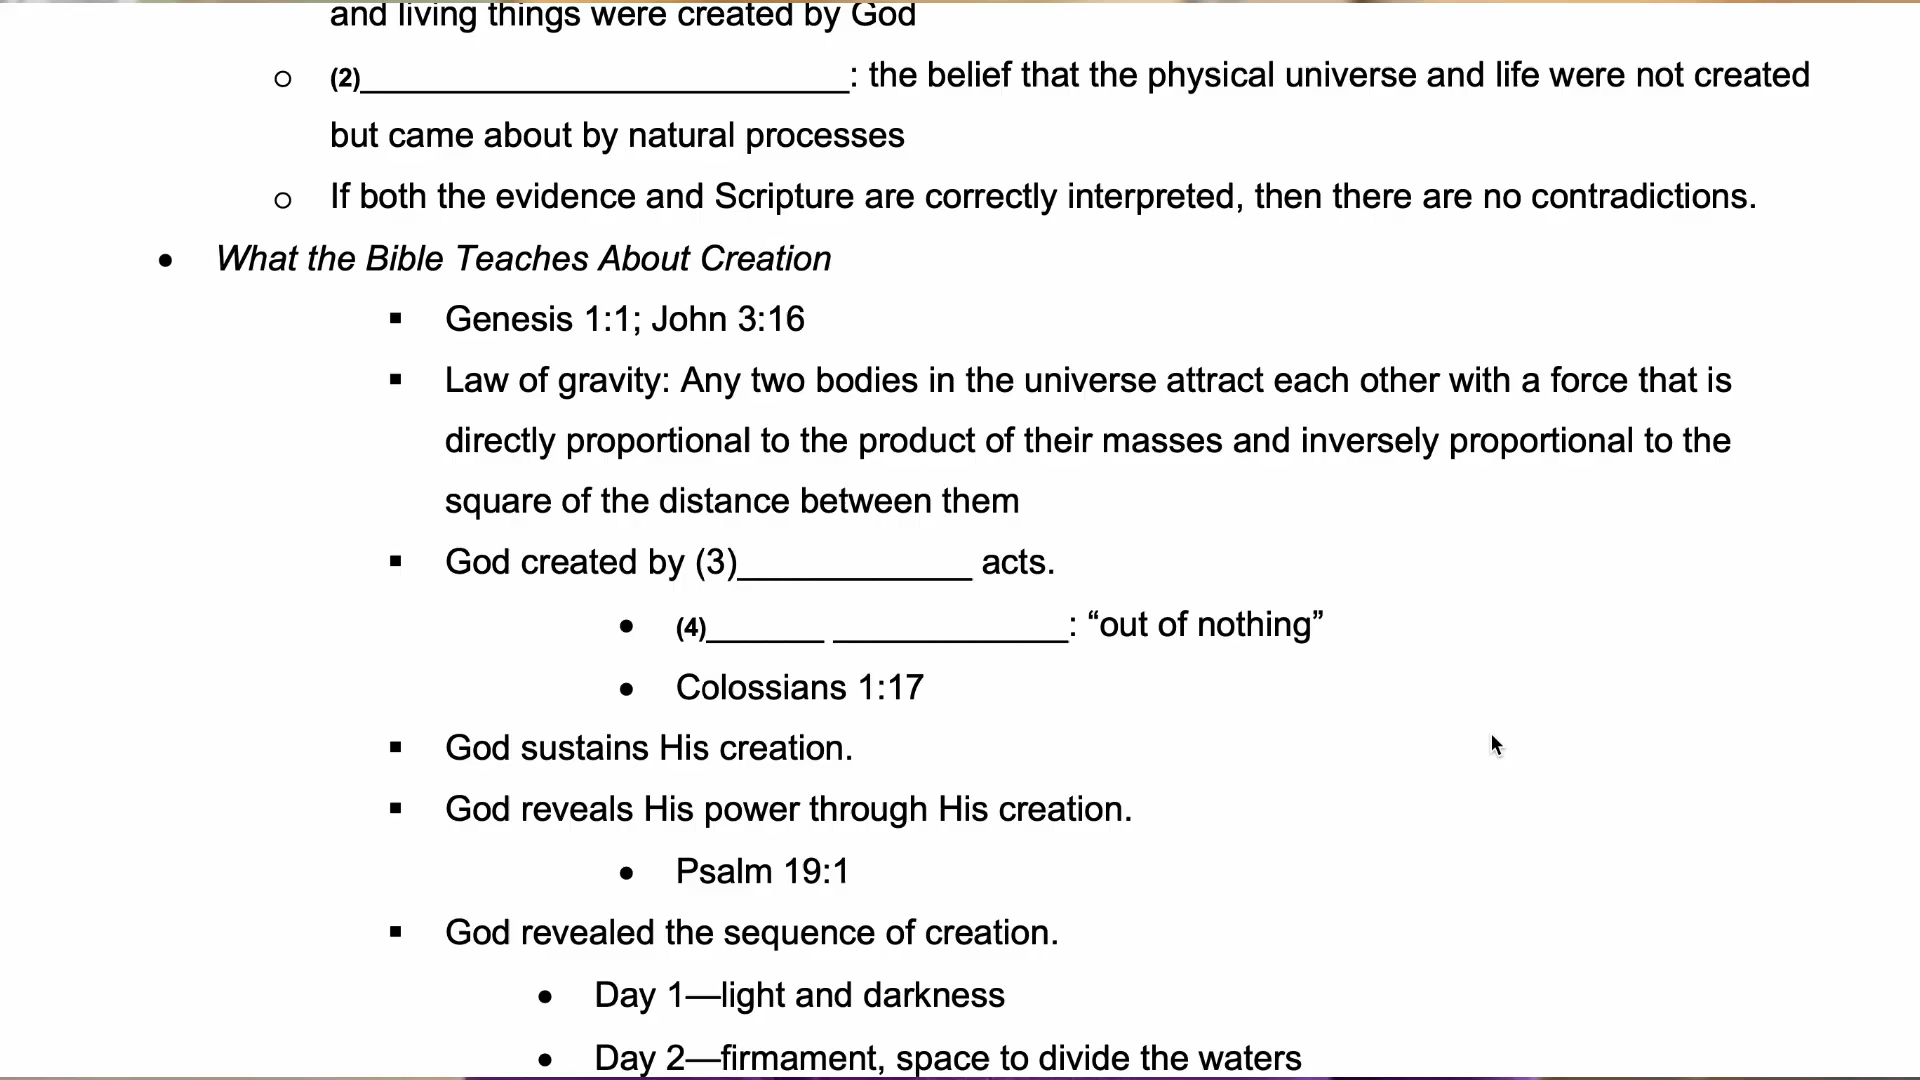 and living things were created by God
○ (2)_________________________: the belief that the physical universe and life were not created
but came about by natural processes
○ If both the evidence and Scripture are correctly interpreted, then there are no contradictions.
• What the Bible Teaches About Creation
▪ Genesis 1:1; John 3:16
▪ Law of gravity: Any two bodies in the universe attract each other with a force that is
directly proportional to the product of their masses and inversely proportional to the
square of the distance between them
▪ God created by (3)____________ acts.
• (4)______ ____________: “out of nothing”
• Colossians 1:17
▪ God sustains His creation.
▪ God reveals His power through His creation.
• Psalm 19:1
▪ God revealed the sequence of creation.
• Day 1—light and darkness
• Day 2—firmament, space to divide the waters